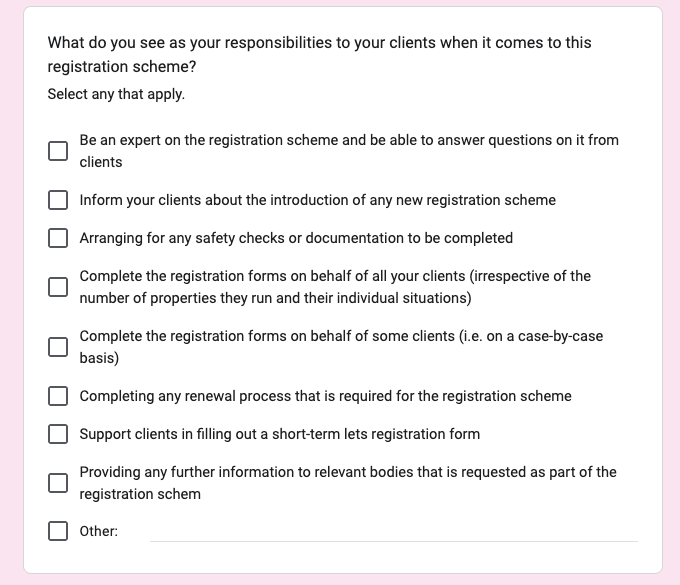 What do you see as your responsibilities to your clients when it comes to this
registration scheme?
Select any that apply.
Be an expert on the registration scheme and be able to answer questions on it from
clients
Inform your clients about the introduction of any new registration scheme
Arranging for any safety checks or documentation to be completed
Complete the registration forms on behalf of all your clients (irrespective of the
number of properties they run and their individual situations)
Complete the registration forms on behalf of some clients (i.e. on a case-by-case
basis)
Completing any renewal process that is required for the registration scheme
Support clients in filling out a short-term lets registration form
Providing any further information to relevant bodies that is requested as part of the
registration schem
Other: